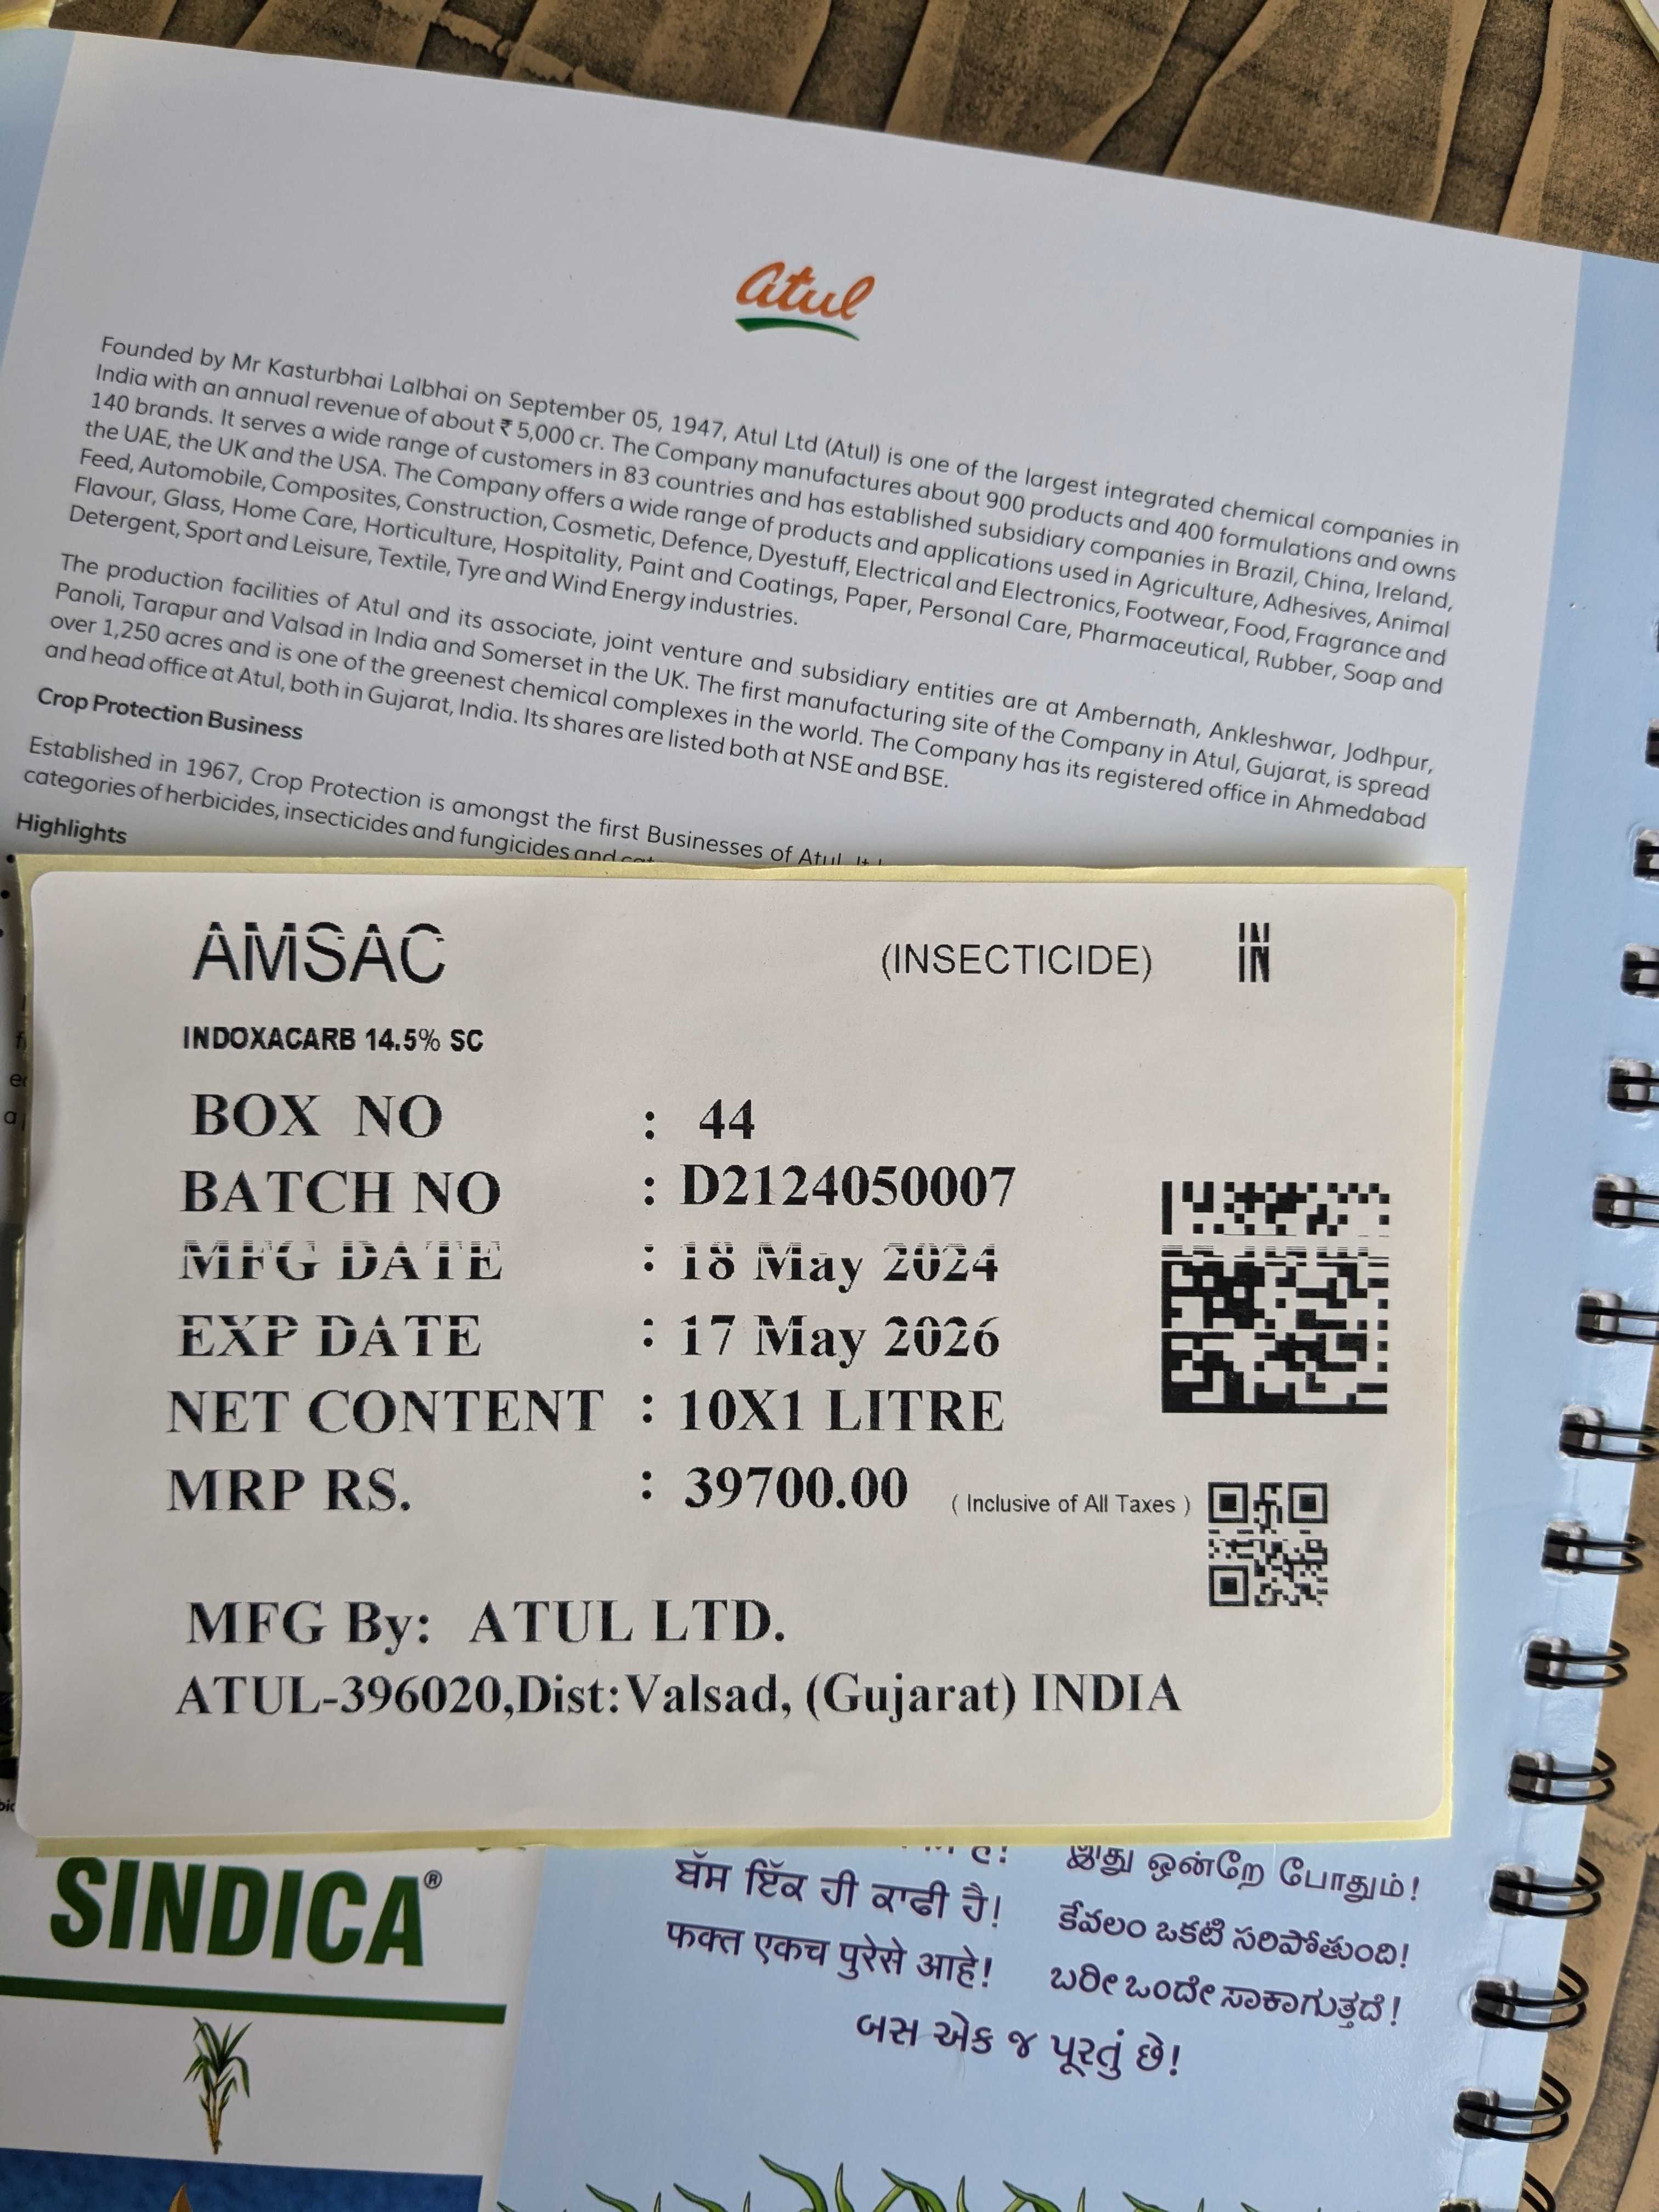 atul
Founded by Mr Kasturbhai Lalbhai on September 05, 1947, Atul Ltd (Atul) is one of the largest integrated chemical companies in
India with an annual revenue of about ₹ 5,000 cr. The Company manufactures about 900 products and 400 formulations and owns
140 brands. It serves a wide range of customers in 83 countries and has established subsidiary companies in Brazil, China, Ireland,
the UAE, the UK and the USA. The Company offers a wide range of products and applications used in Agriculture, Adhesives, Animal
Feed, Automobile, Composites, Construction, Cosmetic, Defence, Dyestuff, Electrical and Electronics, Footwear, Food, Fragrance and
Flavour, Glass, Home Care, Horticulture, Hospitality, Paint and Coatings, Paper, Personal Care, Pharmaceutical, Rubber, Soap and
Detergent, Sport and Leisure, Textile, Tyre and Wind Energy industries.
The production facilities of Atul and its associate, joint venture and subsidiary entities are at Ambernath, Ankleshwar, Jodhpur,
Panoli, Tarapur and Valsad in India and Somerset in the UK. The first manufacturing site of the Company in Atul, Gujarat, is spread
over 1,250 acres and is one of the greenest chemical complexes in the world. The Company has its registered office in Ahmedabad
and head office at Atul, both in Gujarat, India. Its shares are listed both at NSE and BSE.
Crop Protection Business
Established in 1967, Crop Protection is amongst the first Businesses of Atul. It
categories of herbicides, insecticides and fungicides and
Highlights
AMSAC (INSECTICIDE) IN
INDOXACARB 14.5% SC
BOX NO : 44
BATCH NO : D2124050007
MFG DATE : 18 May 2024
EXP DATE : 17 May 2026
NET CONTENT : 10X1 LITRE
MRP RS. : 39700.00 ( Inclusive of All Taxes )
MFG By: ATUL LTD.
ATUL-396020,Dist:Valsad, (Gujarat) INDIA
SINDICA®
இது ஒன்றே போதும்!
ਬੱਸ ਇੱਕ ਹੀ ਕਾਫੀ ਹੈ!
కేవలం ఒకటి సరిపోతుంది!
फक्त एकच पुरेसे आहे!
ಬರೀ ಒಂದೇ ಸಾಕಾಗುತ್ತದೆ!
બસ એક જ પૂરતું છે!